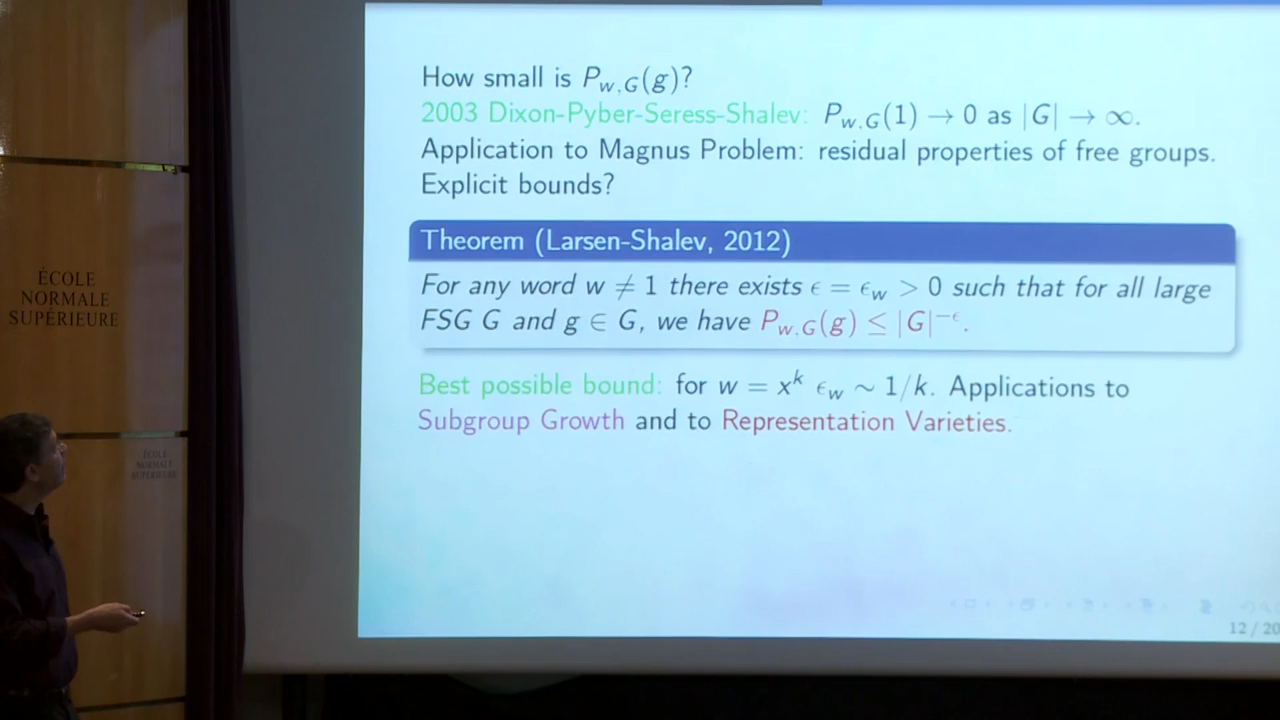 ÉCOLE
NORMALE
SUPÉRIEURE
ÉCOLE
NORMALE
SUPÉRIEURE
How small is P_{w,G}(g)?
2003 Dixon-Pyber-Seress-Shalev: P_{w,G}(1) → 0 as |G| → ∞.
Application to Magnus Problem: residual properties of free groups.
Explicit bounds?
Theorem (Larsen-Shalev, 2012)
For any word w ≠ 1 there exists ϵ = ϵ_w > 0 such that for all large
FSG G and g ∈ G, we have P_{w,G}(g) ≤ |G|^{-ϵ}.
Best possible bound: for w = x^k ϵ_w ∼ 1/k. Applications to
Subgroup Growth and to Representation Varieties.
12 / 20